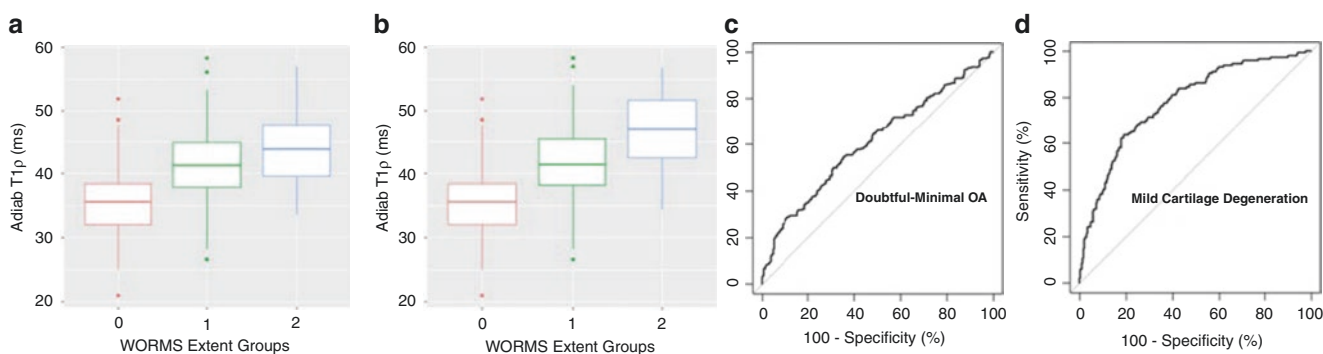 a
60
50
40
30
20
Adiab T1ρ (ms)
0 1 2
WORMS Extent Groups
b
60
50
40
30
20
Adiab T1ρ (ms)
0 1 2
WORMS Extent Groups
c
100
80
60
40
20
0
Doubtful-Minimal OA
0 20 40 60 80 100
100 - Specificity (%)
d
100
80
60
40
20
0
Sensitivity (%)
Mild Cartilage Degeneration
0 20 40 60 80 100
100 - Specificity (%)